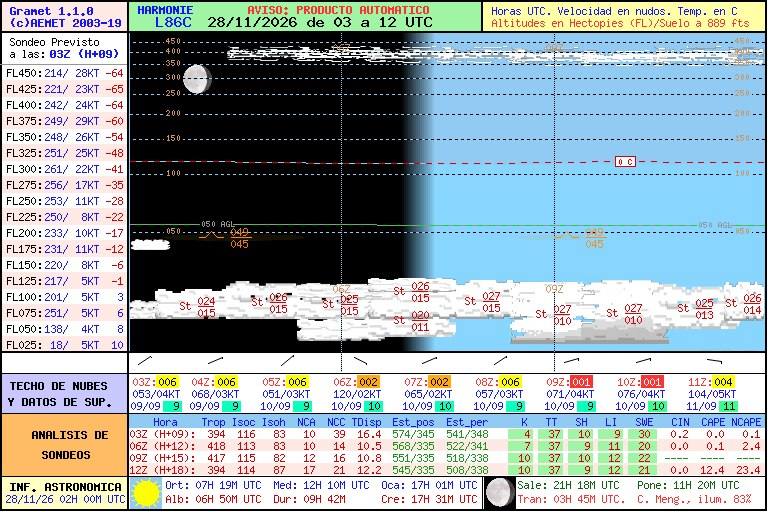 Gramet 1.1.0
(c)AEMET 2003-19
HARMONIE
L86C
AVISO: PRODUCTO AUTOMATICO
28/11/2026 de 03 a 12 UTC
Horas UTC. Velocidad en nudos. Temp. en C
Altitudes en Hectopies (FL)/Suelo a 889 fts
Sondeo Previsto
a las: 03Z (H+09)
FL450:214/ 28KT -64
FL425:221/ 23KT -65
FL400:242/ 24KT -64
FL375:249/ 29KT -60
FL350:248/ 26KT -54
FL325:251/ 25KT -48
FL300:261/ 22KT -41
FL275:256/ 17KT -35
FL250:253/ 11KT -28
FL225:250/ 8KT -22
FL200:233/ 10KT -17
FL175:231/ 11KT -12
FL150:220/ 8KT -6
FL125:217/ 5KT -1
FL100:201/ 5KT 3
FL075:251/ 5KT 6
FL050:138/ 4KT 8
FL025: 18/ 5KT 10
450 450
400 400
350 350
300 300
250 250
200 200
150 150
0 C
100 100
050 AGL 050 AGL
050 050
049
045
045
06Z
09Z
St 024
015
St 026
015
St 025
015
St 026
015
St 020
011
St 027
015
St 027
010
St 027
010
St 025
013
St 026
014
TECHO DE NUBES
Y DATOS DE SUP.
03Z:006 04Z:006 05Z:006 06Z:002 07Z:002 08Z:006 09Z:001 10Z:001 11Z:004
053/04KT 068/03KT 051/03KT 120/02KT 065/02KT 057/03KT 071/04KT 076/04KT 104/05KT
09/09 9 09/09 9 09/09 9 10/09 10 10/09 10 10/09 9 10/09 9 10/09 10 11/09 11
ANALISIS DE
SONDEOS
Hora Trop Isoc Isoh NCA NCC TDisp Est_pos Est_per K TT SH LI SWE CIN CAPE NCAPE
03Z (H+09): 394 116 83 10 39 16.4 574/345 541/348 4 37 10 9 30 0.2 0.0 0.1
06Z (H+12): 418 113 83 10 14 10.5 568/335 522/341 7 37 9 11 20 0.0 0.1 2.4
09Z (H+15): 417 115 82 12 16 10.8 551/335 518/338 10 37 10 12 22 ---- ---- 0.0
12Z (H+18): 394 113 87 17 21 12.2 545/335 508/338 10 37 9 12 21 0.0 12.4 23.4
INF. ASTRONOMICA
28/11/26 02H 00M UTC
Ort: 07H 19M UTC Med: 12H 10M UTC Oca: 17H 01M UTC
Alb: 06H 50M UTC Dur: 09H 42M Cre: 17H 31M UTC
Sale: 21H 18M UTC Pone: 11H 20M UTC
Tran: 03H 45M UTC. C. Meng., ilum. 83%